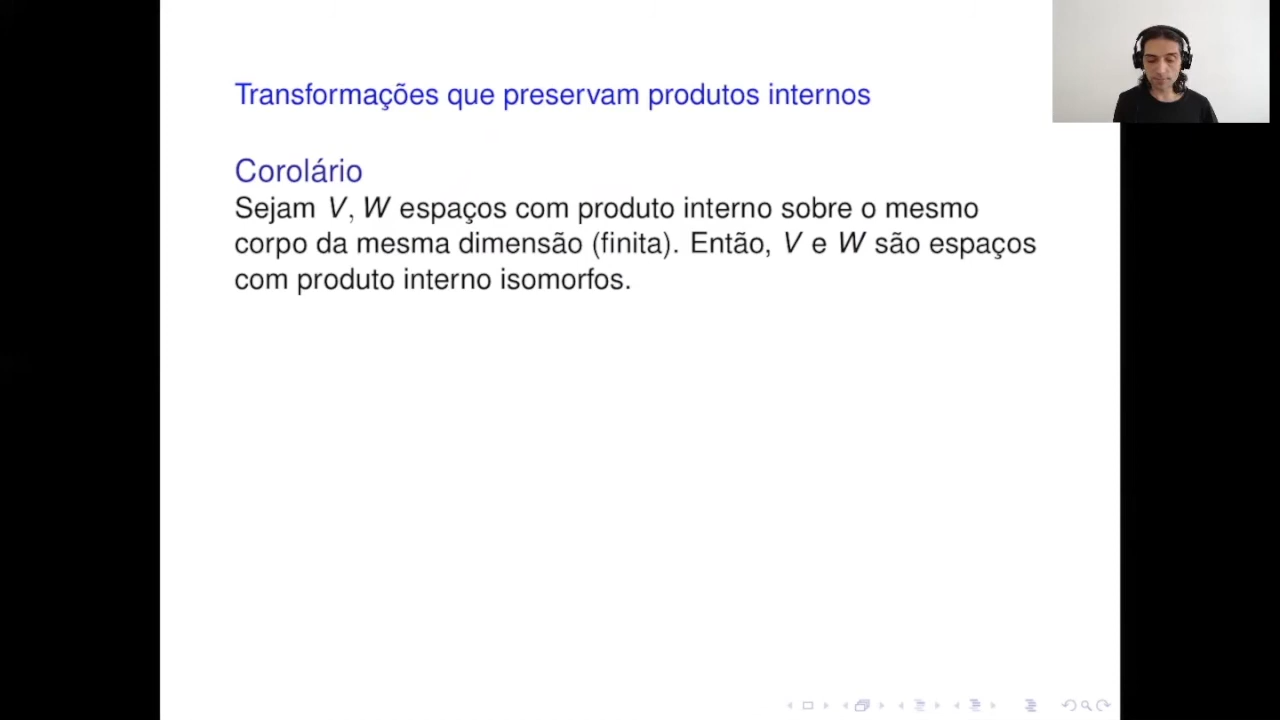 Transformações que preservam produtos internos
Corolário
Sejam V, W espaços com produto interno sobre o mesmo
corpo da mesma dimensão (finita). Então, V e W são espaços
com produto interno isomorfos.